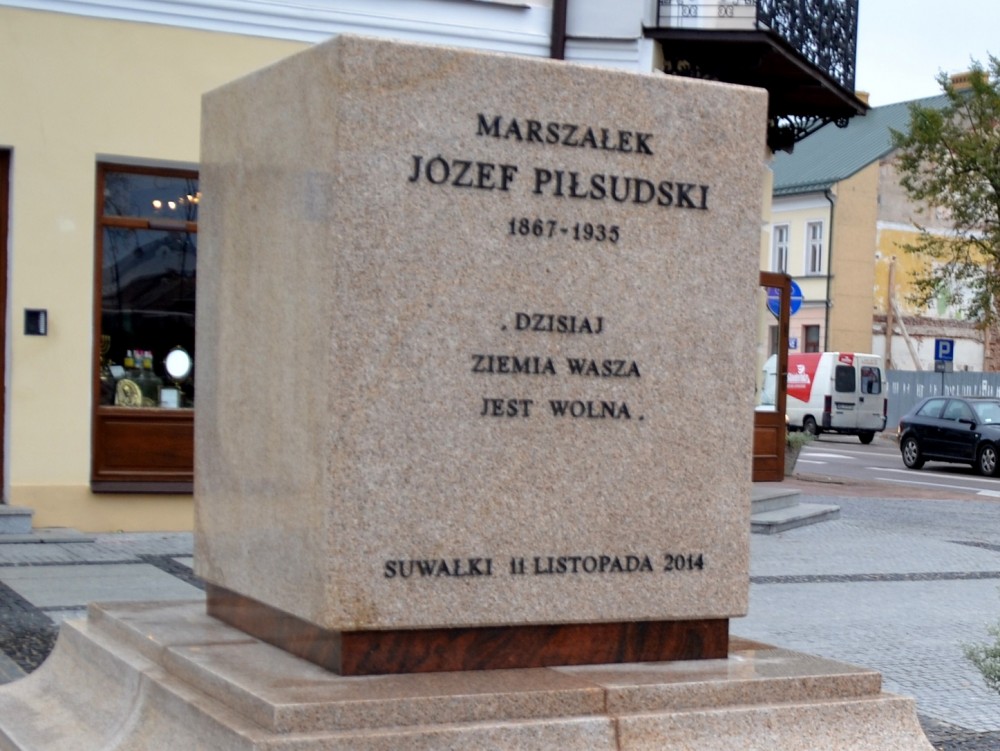 MARSZAŁEK
JÓZEF PIŁSUDSKI
1867-1935
„DZISIAJ
ZIEMIA WASZA
JEST WOLNA"
SUWAŁKI 11 LISTOPADA 2014
P